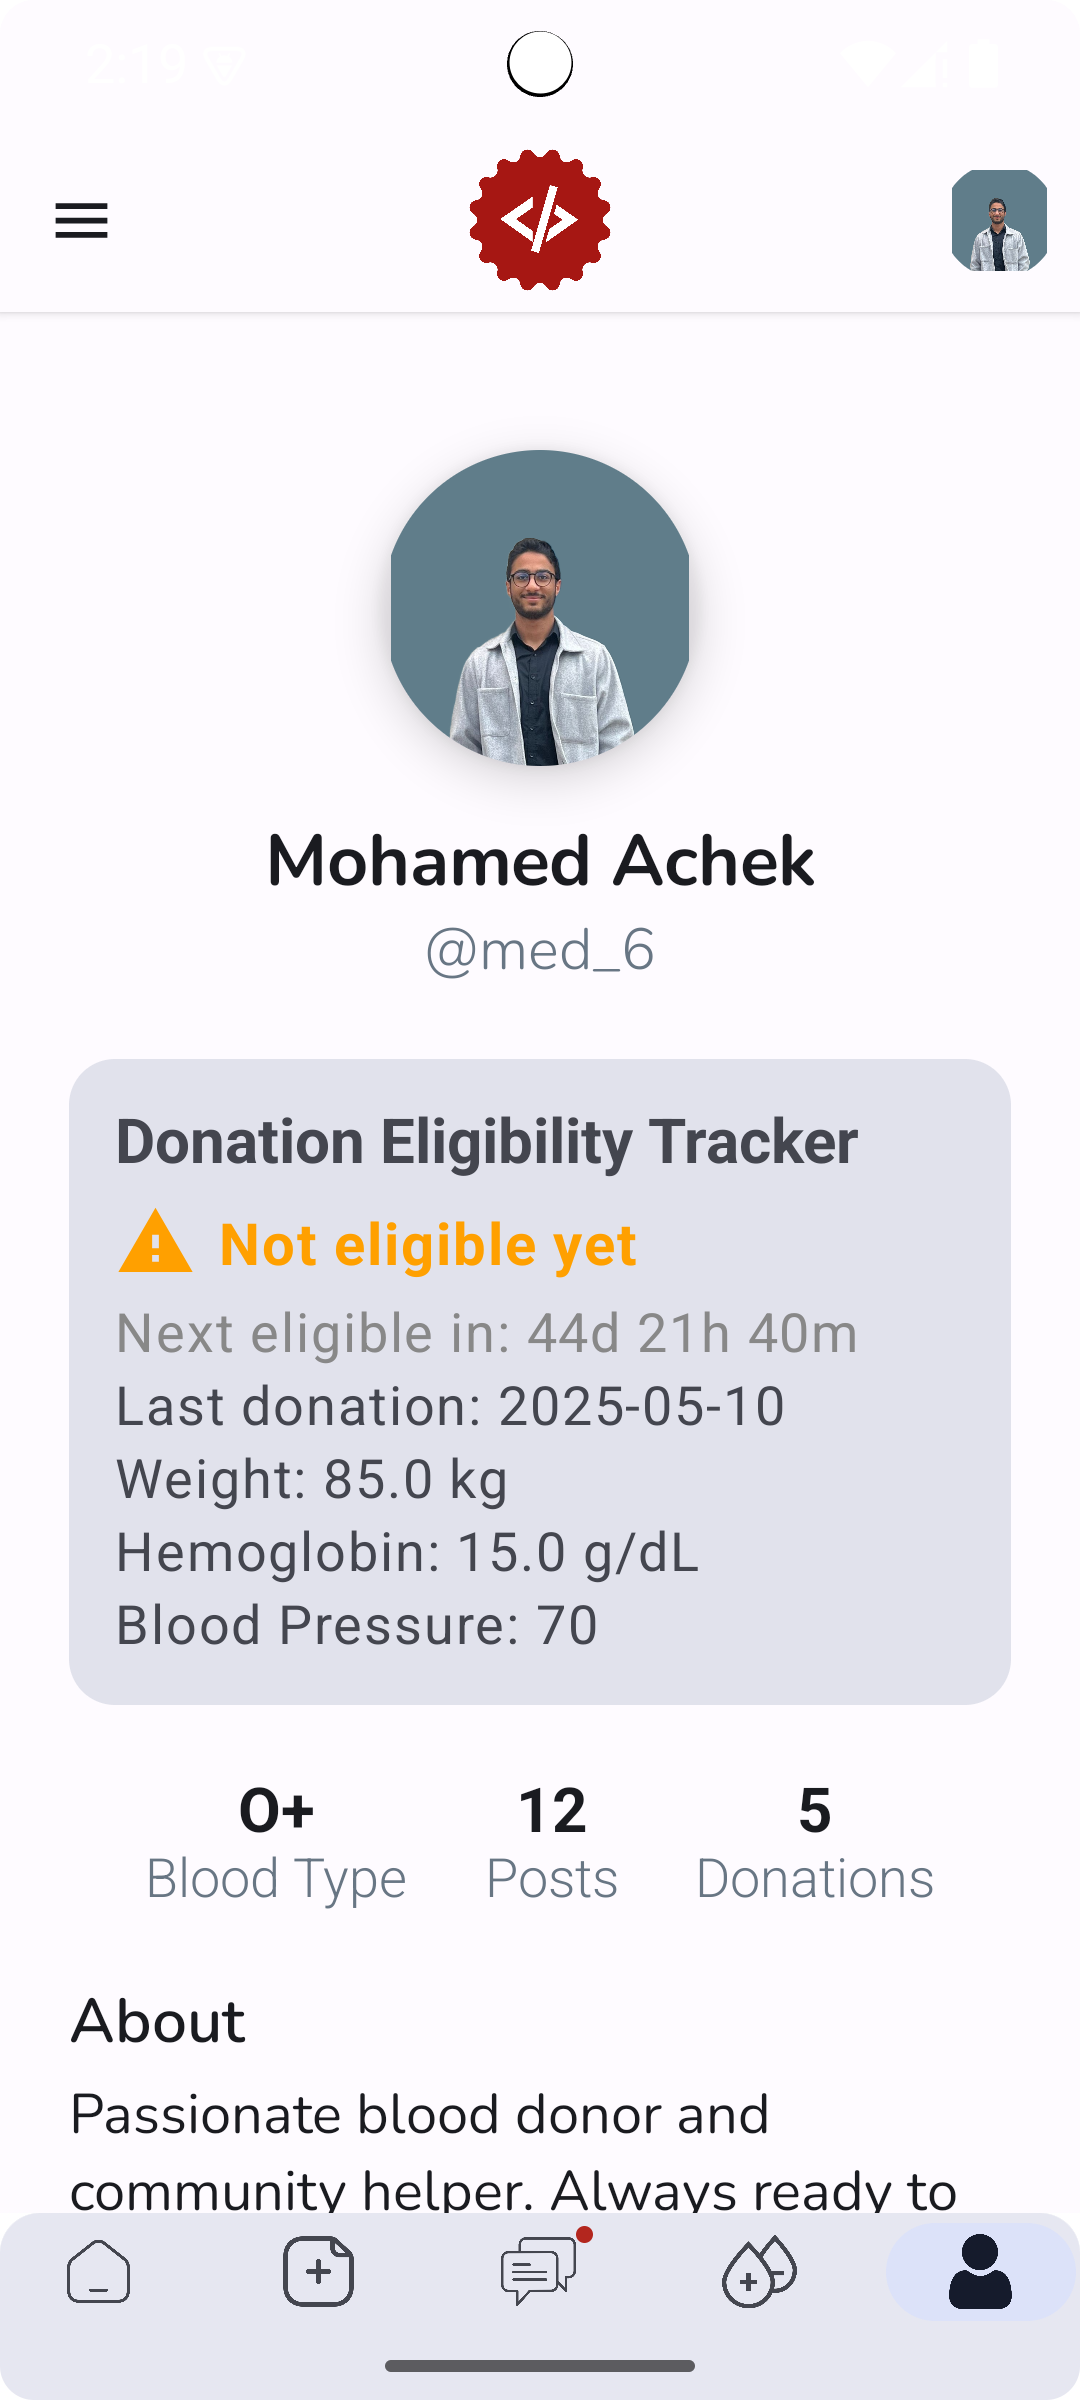 2:19
Mohamed Achek
@med_6
Donation Eligibility Tracker
Not eligible yet
Next eligible in: 44d 21h 40m
Last donation: 2025-05-10
Weight: 85.0 kg
Hemoglobin: 15.0 g/dL
Blood Pressure: 70
O+ 12 5
Blood Type Posts Donations
About
Passionate blood donor and
community helper. Always ready to